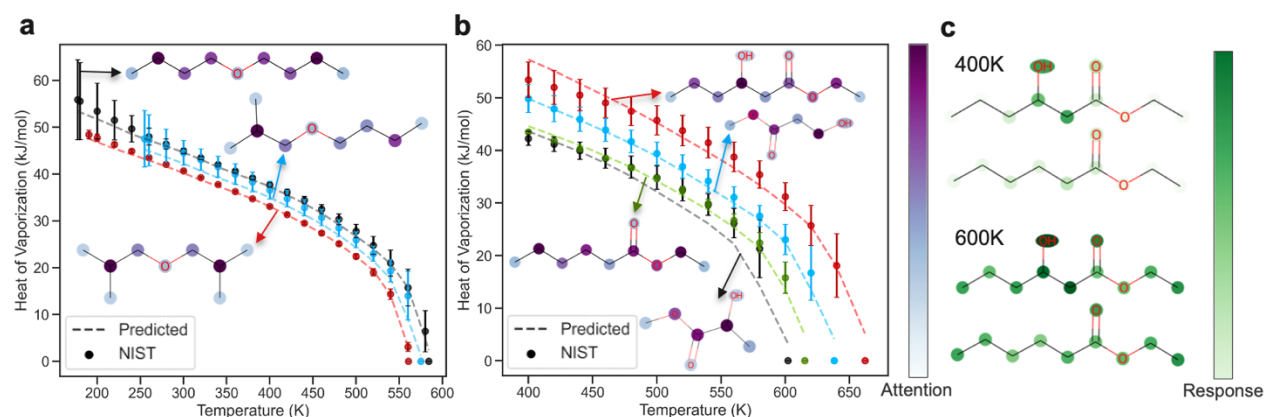 a
Heat of Vaporization (kJ/mol)
60
50
40
30
20
10
0
O
O
O
Predicted
NIST
200
250
300
350
400
450
500
550
600
Temperature (K)
b
Heat of Vaporization (kJ/mol)
60
50
40
30
20
10
0
OH
O
O
O
OH
O
O
O
OH
O
O
Predicted
NIST
400
450
500
550
600
650
Temperature (K)
Attention
c
400K
OH
O
O
O
O
600K
OH
O
O
O
O
Response